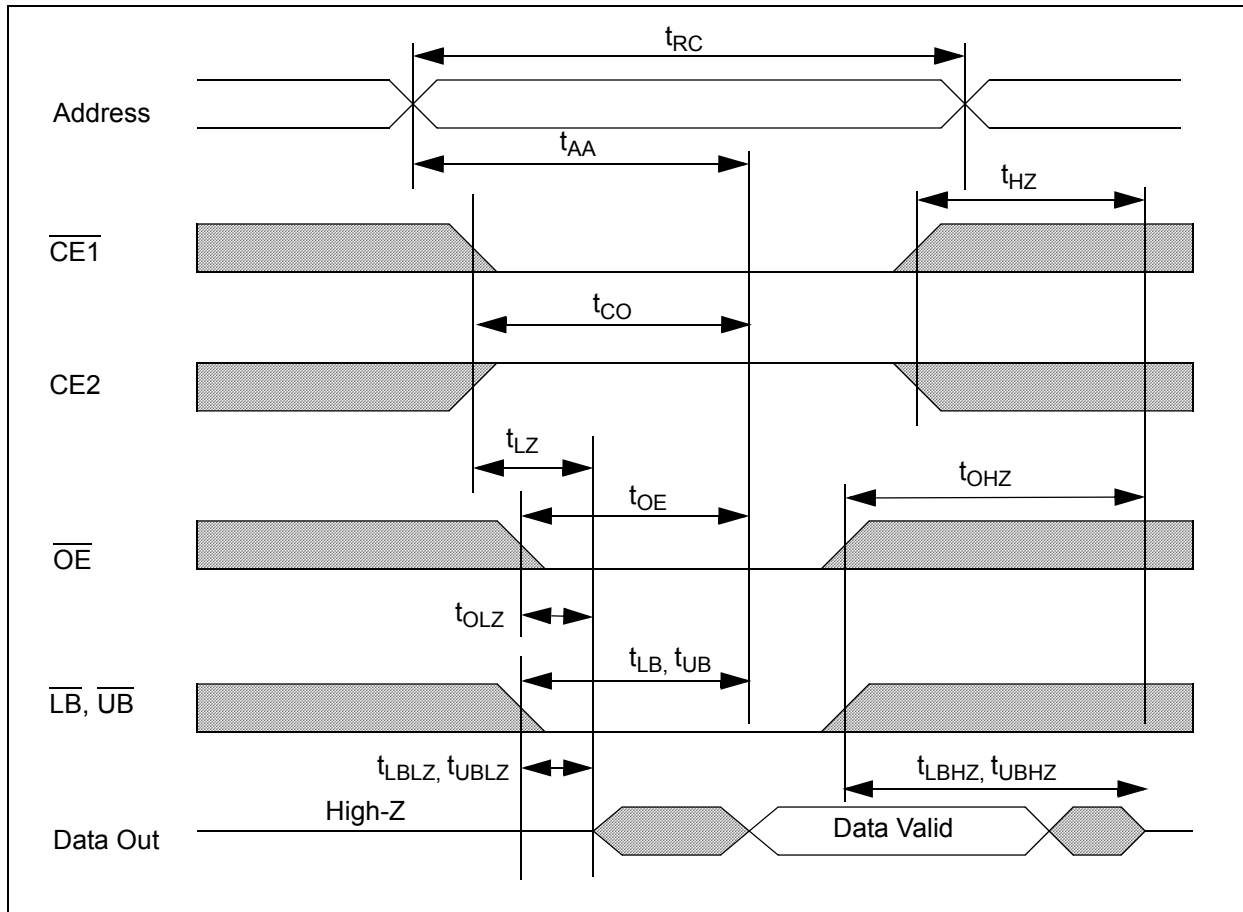 tRC
Address
tAA
tHZ
CE1
tCO
CE2
tLZ
tOE
tOHZ
OE
tOLZ
tLB, tUB
LB, UB
tLBLZ, tUBLZ
tLBHZ, tUBHZ
High-Z
Data Valid
Data Out